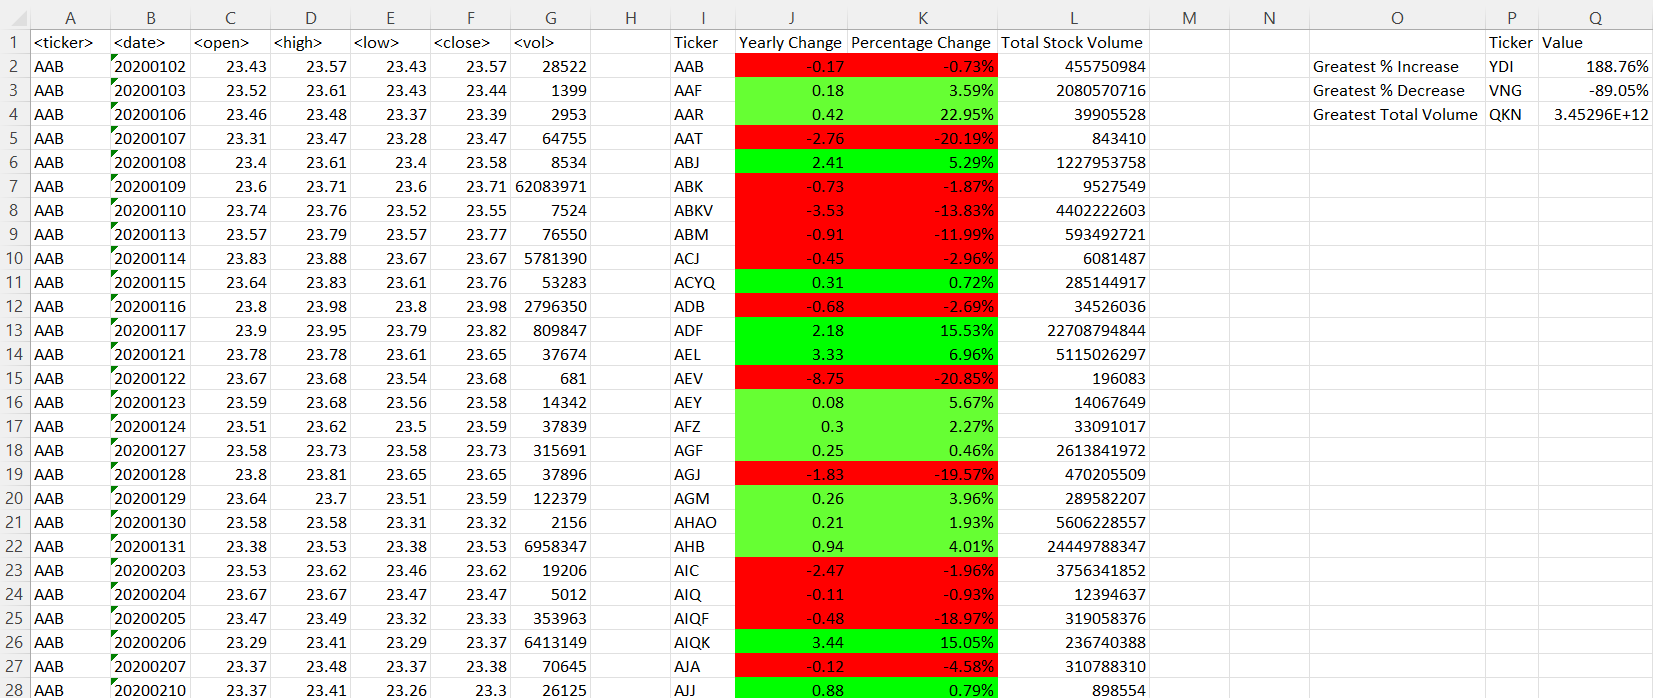 A B C D E F G H I J K L M N O P Q
1 <ticker> <date> <open> <high> <low> <close> <vol> Ticker Yearly Change Percentage Change Total Stock Volume Ticker Value
2 AAB 20200102 23.43 23.57 23.43 23.57 28522 AAB -0.17 -0.73% 455750984 Greatest % Increase YDI 188.76%
3 AAB 20200103 23.52 23.61 23.43 23.44 1399 AAF 0.18 3.59% 2080570716 Greatest % Decrease VNG -89.05%
4 AAB 20200106 23.46 23.48 23.37 23.39 2953 AAR 0.42 22.95% 39905528 Greatest Total Volume QKN 3.45296E+12
5 AAB 20200107 23.31 23.47 23.28 23.47 64755 AAT -2.76 -20.19% 843410
6 AAB 20200108 23.4 23.61 23.4 23.58 8534 ABJ 2.41 5.29% 1227953758
7 AAB 20200109 23.6 23.71 23.6 23.71 62083971 ABK -0.73 -1.87% 9527549
8 AAB 20200110 23.74 23.76 23.52 23.55 7524 ABKV -3.53 -13.83% 4402222603
9 AAB 20200113 23.57 23.79 23.57 23.77 76550 ABM -0.91 -11.99% 593492721
10 AAB 20200114 23.83 23.88 23.67 23.67 5781390 ACJ -0.45 -2.96% 6081487
11 AAB 20200115 23.64 23.83 23.61 23.76 53283 ACYQ 0.31 0.72% 285144917
12 AAB 20200116 23.8 23.98 23.8 23.98 2796350 ADB -0.68 -2.69% 34526036
13 AAB 20200117 23.9 23.95 23.79 23.82 809847 ADF 2.18 15.53% 22708794844
14 AAB 20200121 23.78 23.78 23.61 23.65 37674 AEL 3.33 6.96% 5115026297
15 AAB 20200122 23.67 23.68 23.54 23.68 681 AEV -8.75 -20.85% 196083
16 AAB 20200123 23.59 23.68 23.56 23.58 14342 AEY 0.08 5.67% 14067649
17 AAB 20200124 23.51 23.62 23.5 23.59 37839 AFZ 0.3 2.27% 33091017
18 AAB 20200127 23.58 23.73 23.58 23.73 315691 AGF 0.25 0.46% 2613841972
19 AAB 20200128 23.8 23.81 23.65 23.65 37896 AGJ -1.83 -19.57% 470205509
20 AAB 20200129 23.64 23.7 23.51 23.59 122379 AGM 0.26 3.96% 289582207
21 AAB 20200130 23.58 23.58 23.31 23.32 2156 AHAO 0.21 1.93% 5606228557
22 AAB 20200131 23.38 23.53 23.38 23.53 6958347 AHB 0.94 4.01% 24449788347
23 AAB 20200203 23.53 23.62 23.46 23.62 19206 AIC -2.47 -1.96% 3756341852
24 AAB 20200204 23.67 23.67 23.47 23.47 5012 AIQ -0.11 -0.93% 12394637
25 AAB 20200205 23.47 23.49 23.32 23.33 353963 AIQF -0.48 -18.97% 319058376
26 AAB 20200206 23.29 23.41 23.29 23.37 6413149 AIQK 3.44 15.05% 236740388
27 AAB 20200207 23.37 23.48 23.37 23.38 70645 AJA -0.12 -4.58% 310788310
28 AAB 20200210 23.37 23.41 23.26 23.3 26125 AJJ 0.88 0.79% 898554